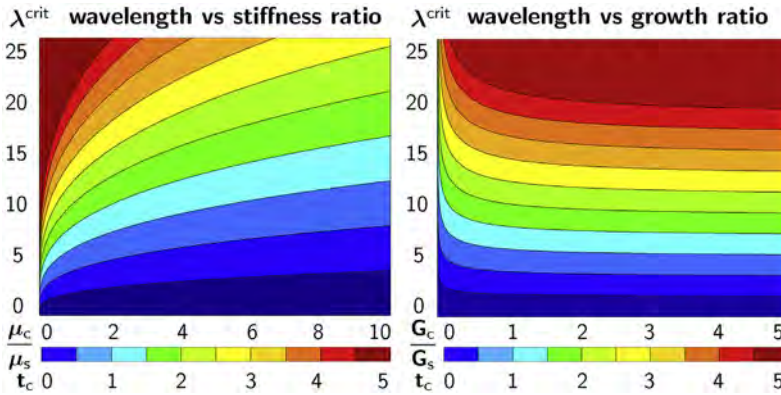 λcrit wavelength vs stiffness ratio
25
20
15
10
5
0
μc/μs 0 2 4 6 8 10
tc 0 1 2 3 4 5
λcrit wavelength vs growth ratio
25
20
15
10
5
0
Gc/Gs 0 1 2 3 4 5
tc 0 1 2 3 4 5